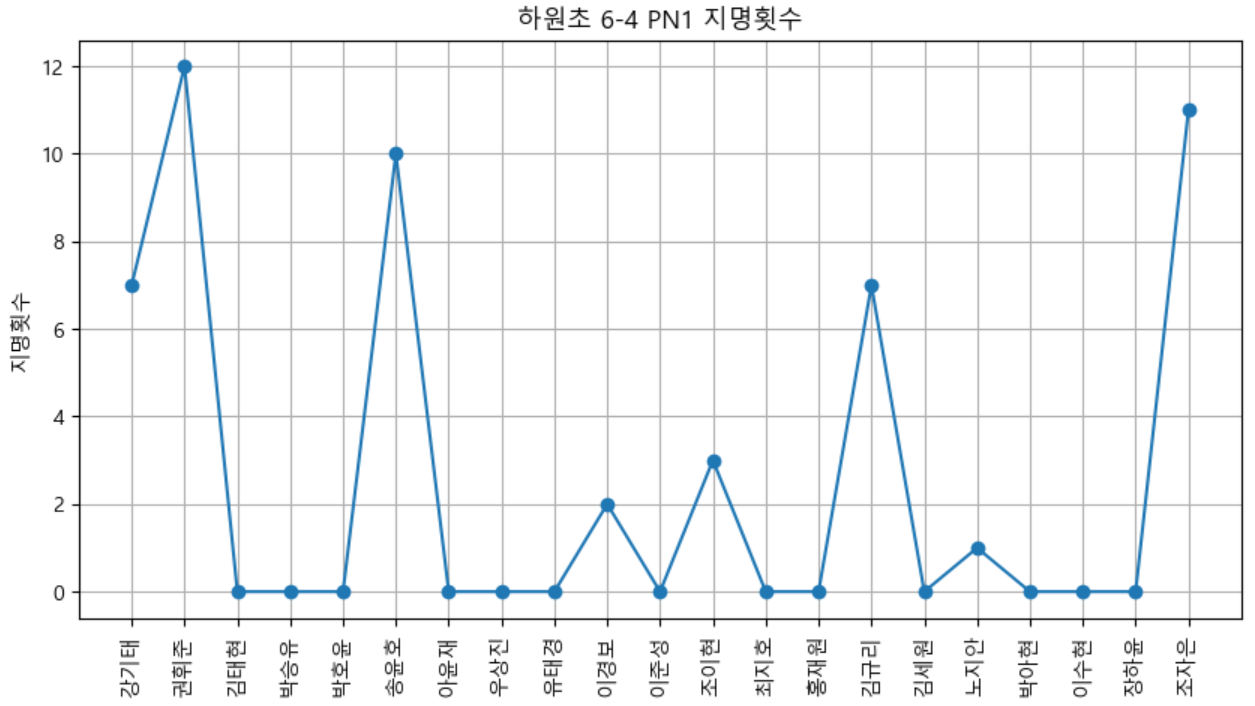 하원초 6-4 PN1 지명횟수
12
10
8
6
4
2
0
지명횟수
강기태
권휘준
김태현
박승유
박호윤
송윤호
아윤재
우상진
유태경
이경보
이준성
조이현
최지호
홍재원
김규리
김세원
노지안
박아현
이수현
장하윤
조자은